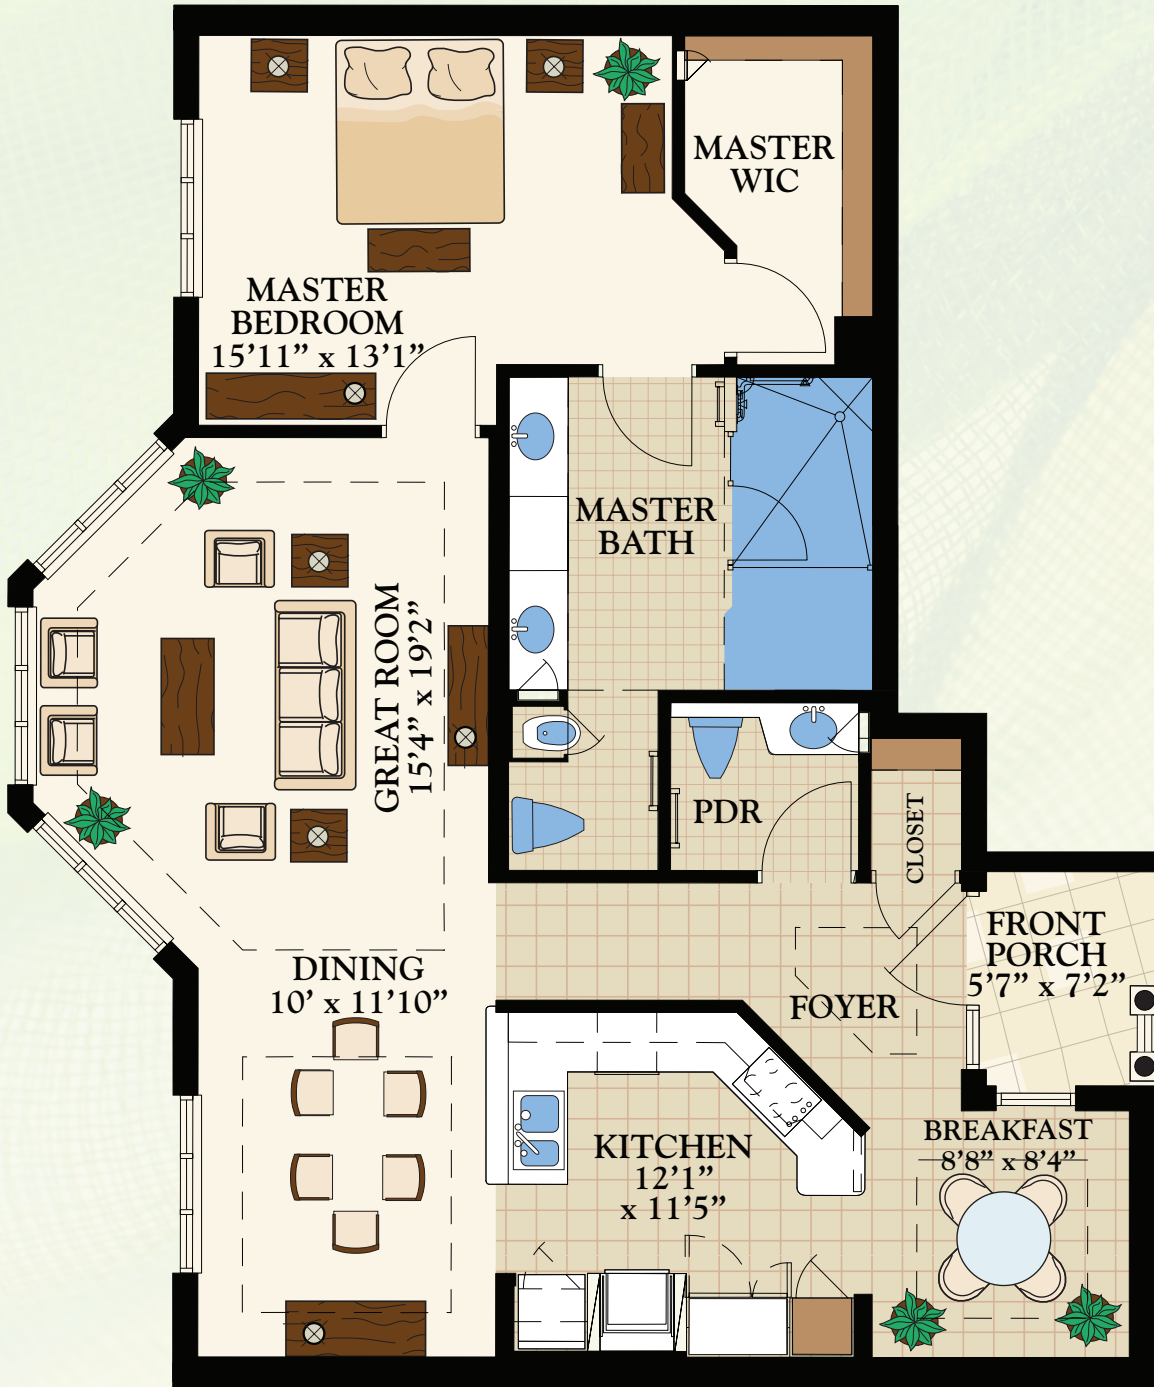 MASTER
WIC
MASTER
BEDROOM
15’11” x 13’1”
MASTER
BATH
GREAT ROOM
15’4” x 19’2”
PDR
CLOSET
FRONT
PORCH
5’7” x 7’2”
DINING
10’ x 11’10”
FOYER
KITCHEN
12’1”
x 11’5”
BREAKFAST
8’8” x 8’4”